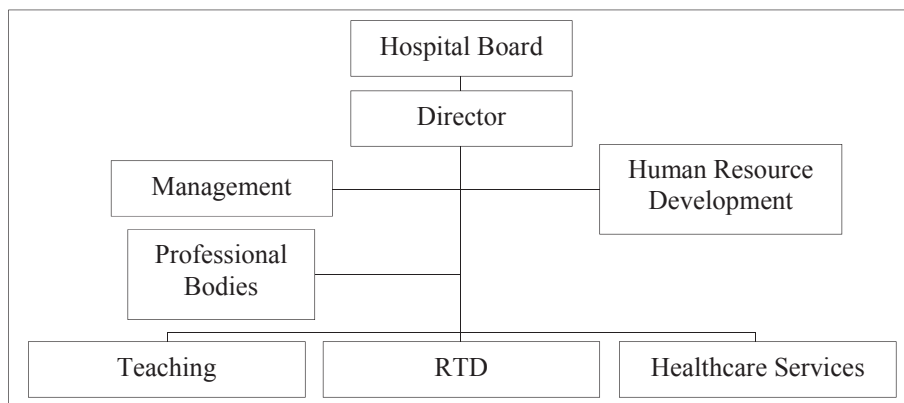 Hospital Board
Director
Management
Human Resource
Development
Professional
Bodies
Teaching
RTD
Healthcare Services